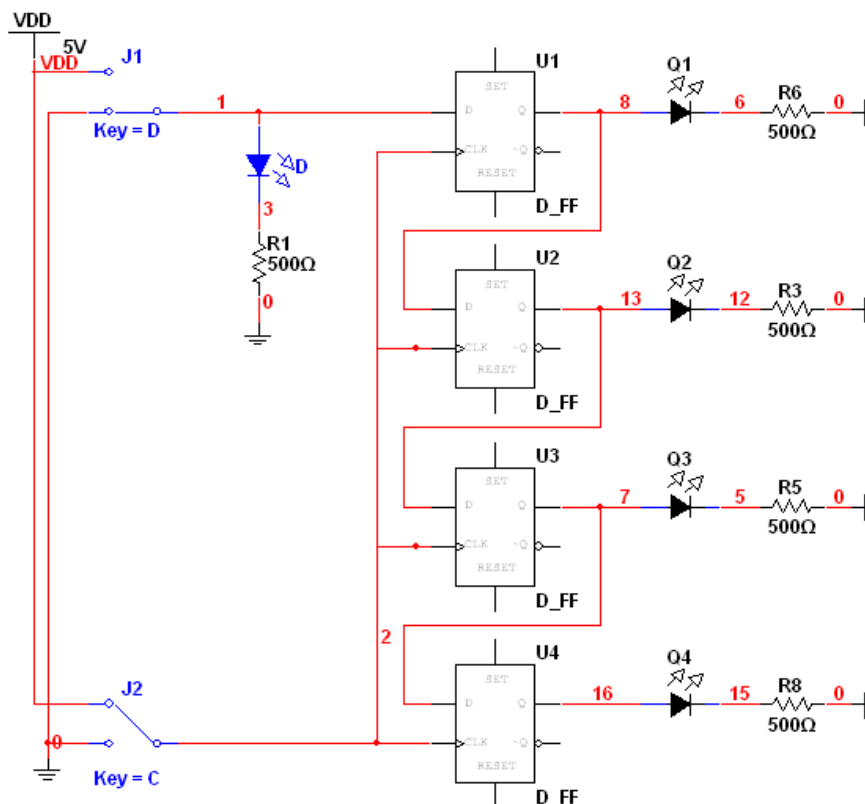 VDD
5V
VDD
J1
1
Key = D
D
3
R1
500Ω
0
U1
SET
D Q
CLK ~Q
RESET
D_FF
8
Q1
6
R6
500Ω
0
U2
SET
D Q
CLK ~Q
RESET
D_FF
13
Q2
12
R3
500Ω
0
U3
SET
D Q
CLK ~Q
RESET
D_FF
7
Q3
5
R5
500Ω
0
2
J2
0
Key = C
U4
SET
D Q
CLK ~Q
RESET
D_FF
16
Q4
15
R8
500Ω
0